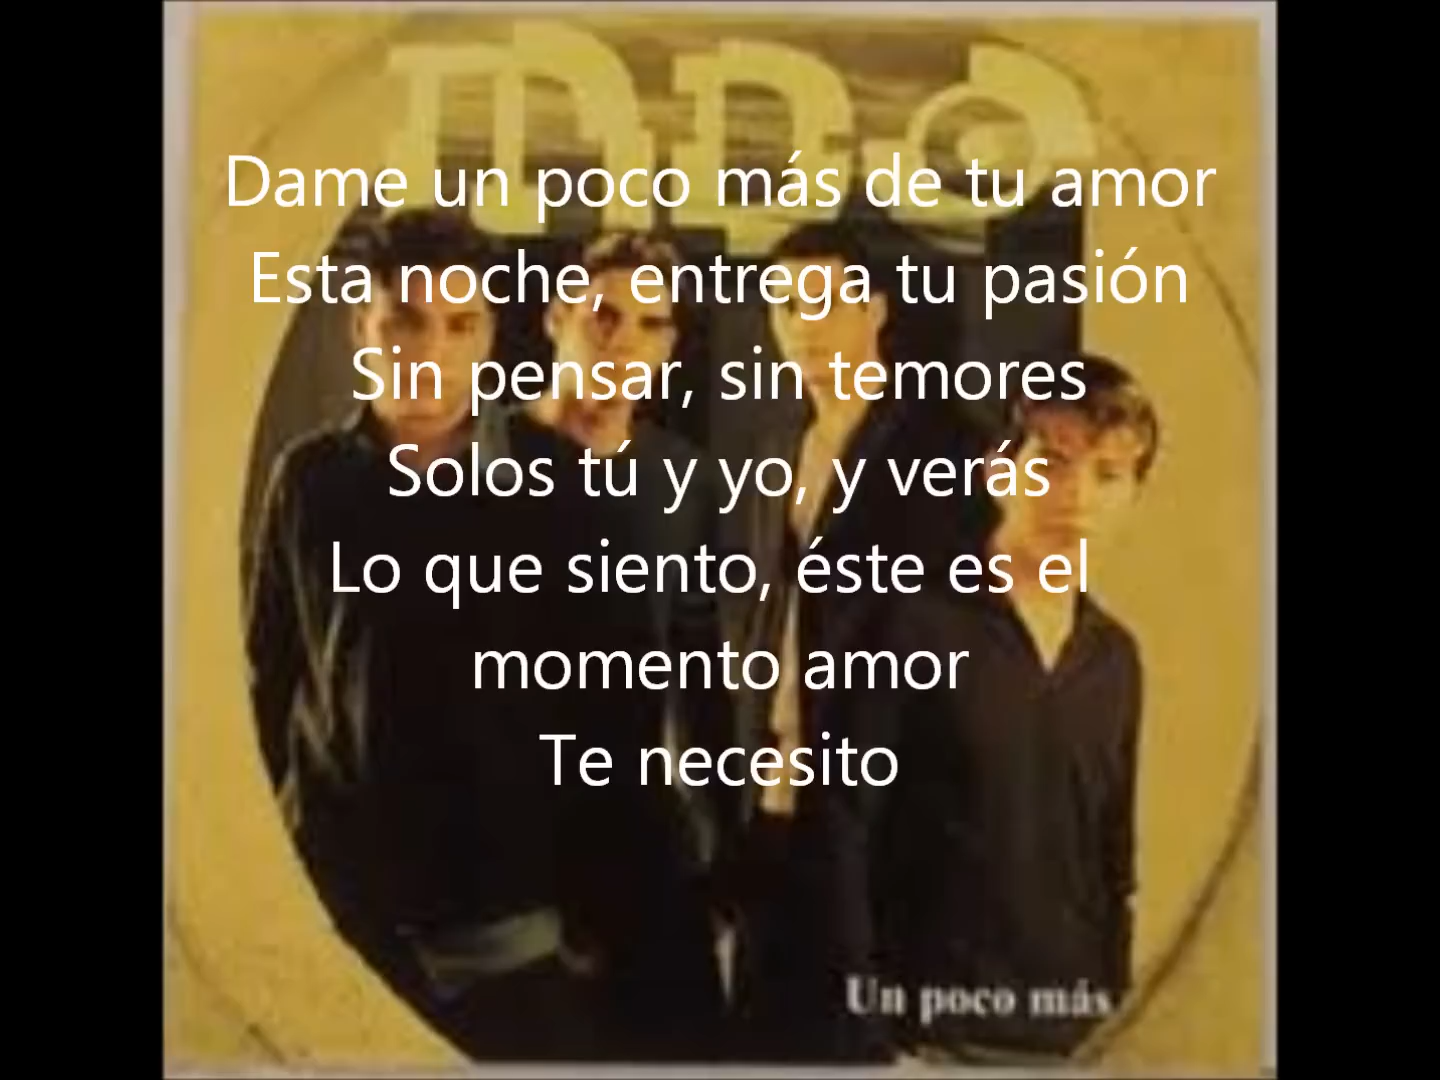 MDO
Dame un poco más de tu amor
Esta noche, entrega tu pasión
Sin pensar, sin temores
Solos tú y yo, y verás
Lo que siento, éste es el
momento amor
Te necesito
Un poco más